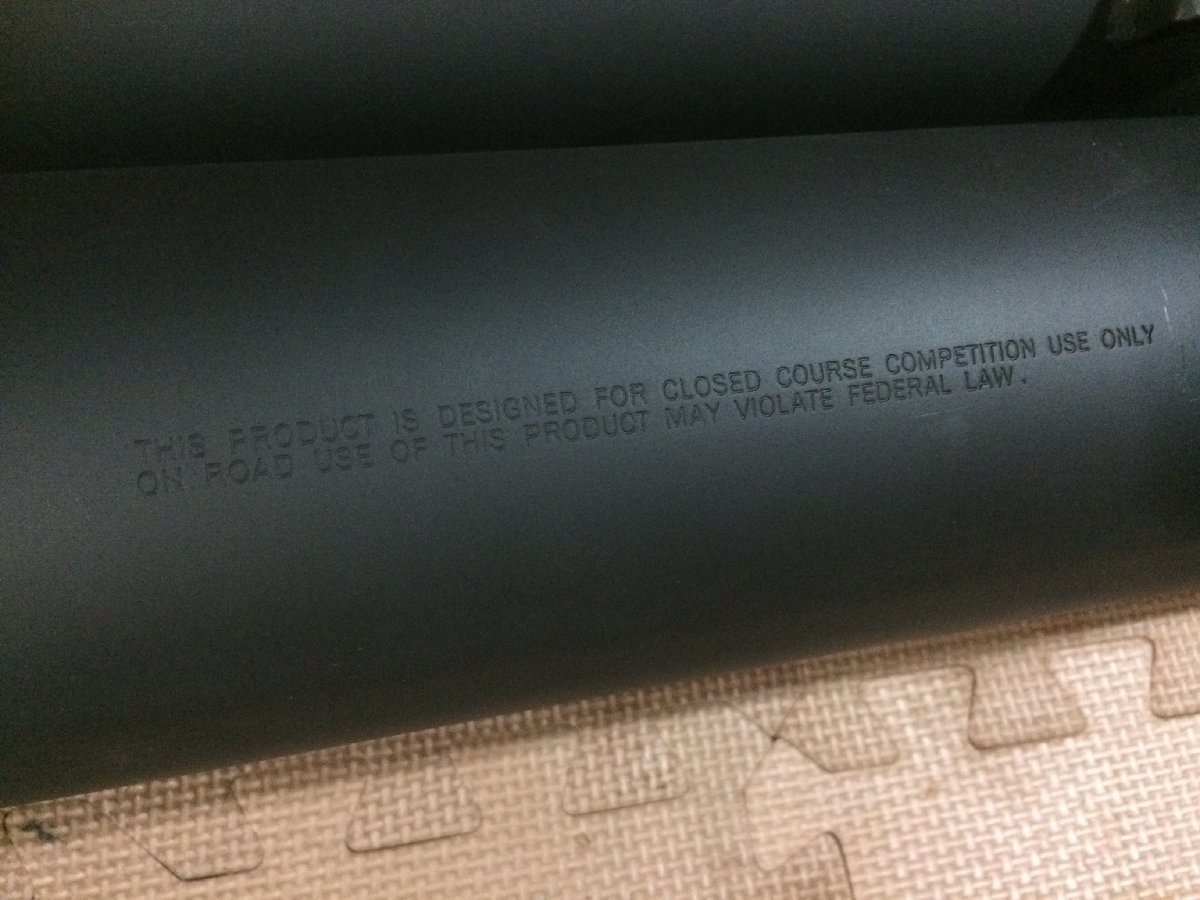 THIS PRODUCT IS DESIGNED FOR CLOSED COURSE COMPETITION USE ONLY
ON ROAD USE OF THIS PRODUCT MAY VIOLATE FEDERAL LAW.